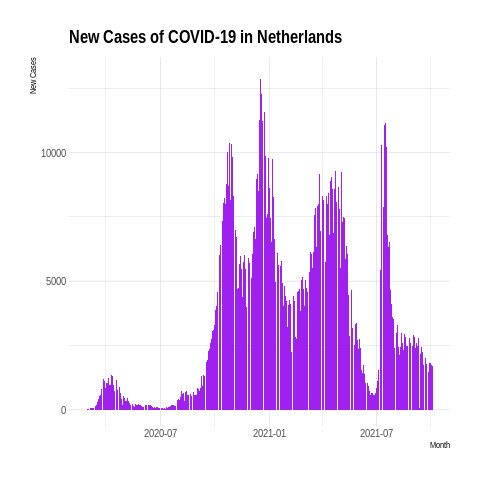 New Cases of COVID-19 in Netherlands
New Cases
10000
5000
0
2020-07
2021-01
2021-07
Month